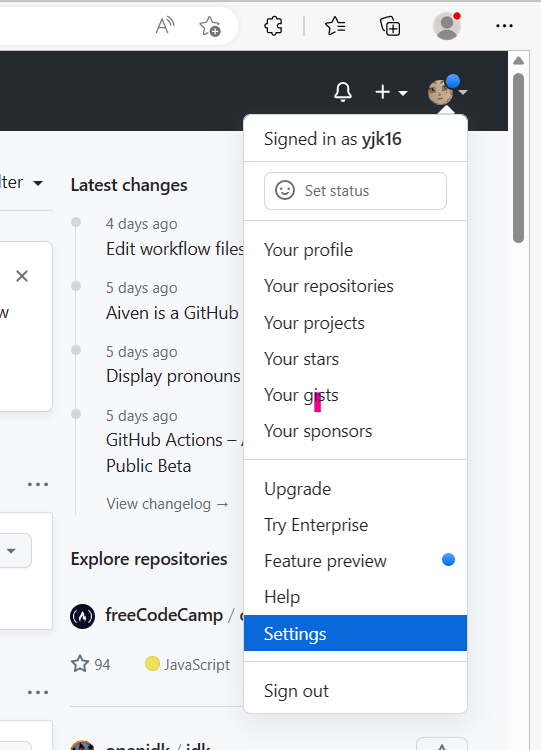 Signed in as yjk16
Set status
Your profile
Your repositories
Your projects
Your stars
Your gists
Your sponsors
Upgrade
Try Enterprise
Feature preview
Help
Settings
Sign out
Latest changes
4 days ago
Edit workflow files
5 days ago
Aiven is a GitHub
5 days ago
Display pronouns
5 days ago
GitHub Actions –
Public Beta
View changelog →
Explore repositories
freeCodeCamp /
94 JavaScript
openjdk / jdk